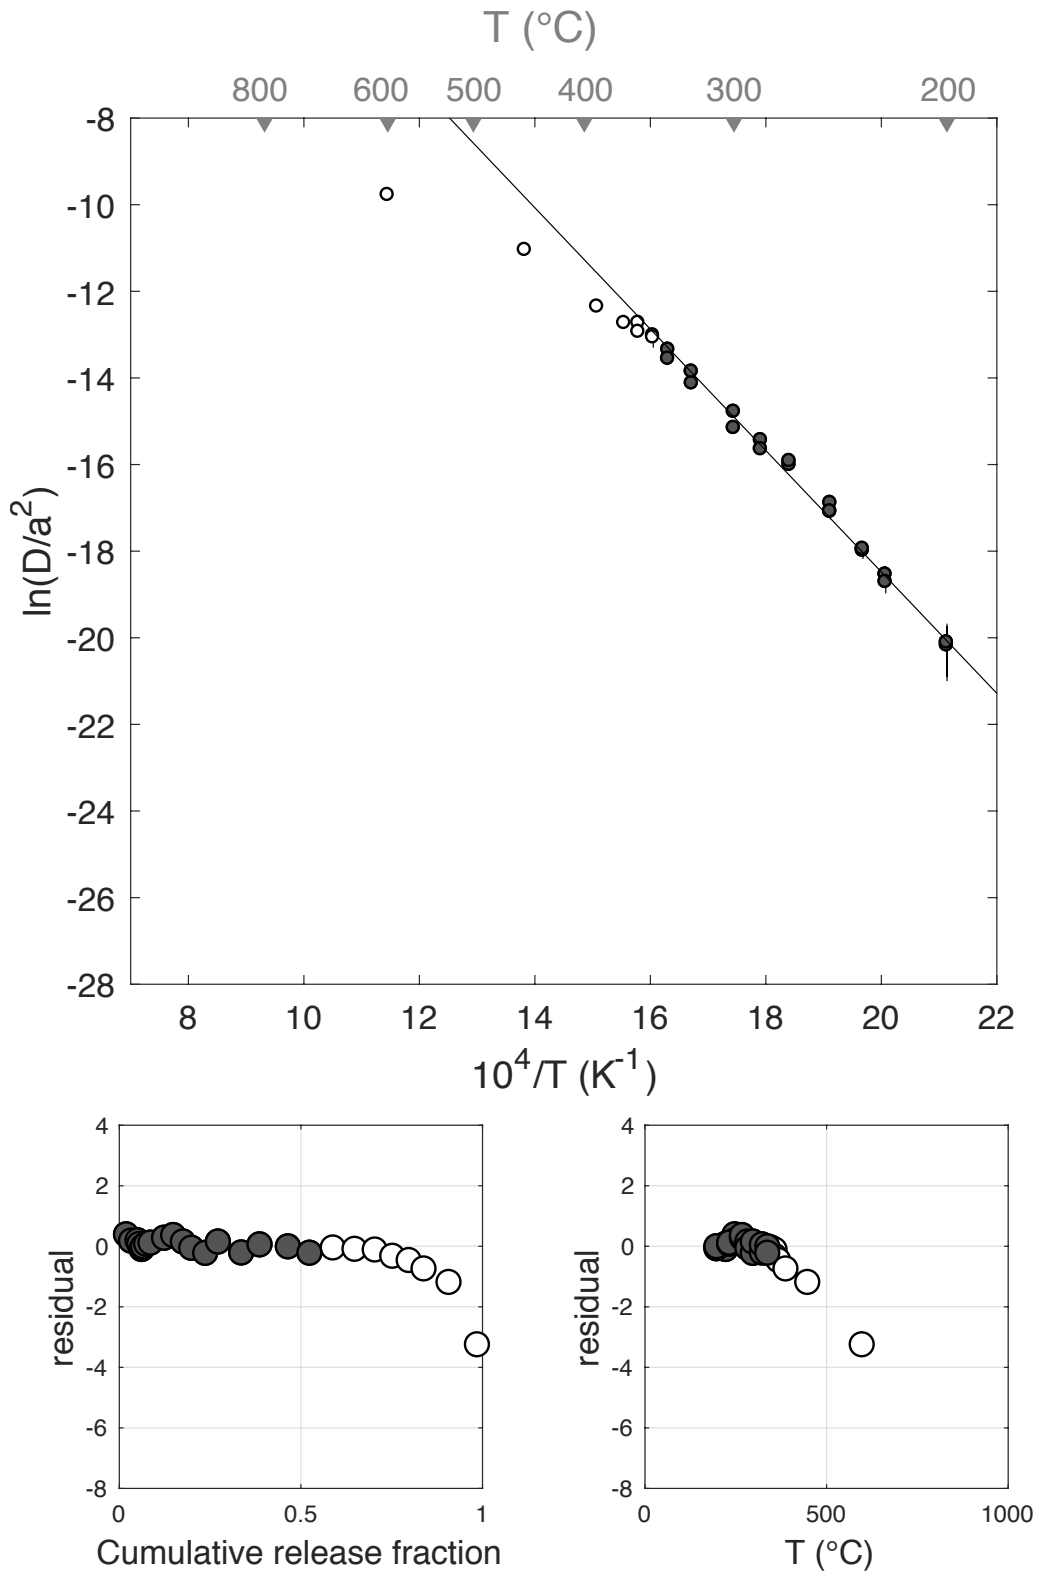 T (°C)
800 600 500 400 300 200
-8
-10
-12
-14
-16
-18
-20
-22
-24
-26
-28
ln(D/a²)
8 10 12 14 16 18 20 22
10⁴/T (K⁻¹)
4
2
0
-2
-4
-6
-8
residual
0 0.5 1
Cumulative release fraction
4
2
0
-2
-4
-6
-8
residual
0 500 1000
T (°C)